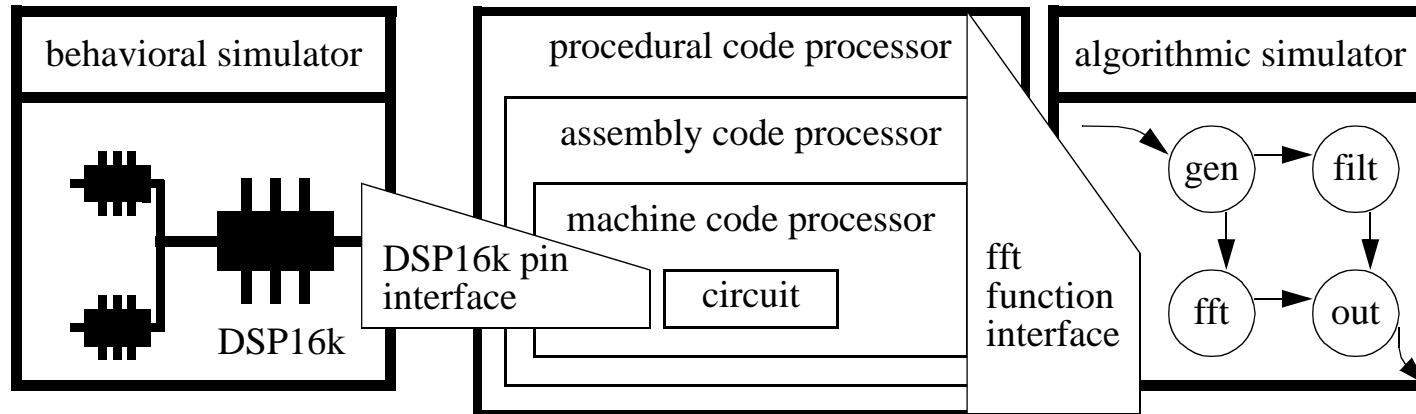 behavioral simulator
DSP16k
DSP16k pin
interface
procedural code processor
assembly code processor
machine code processor
circuit
fft
function
interface
algorithmic simulator
gen
filt
fft
out